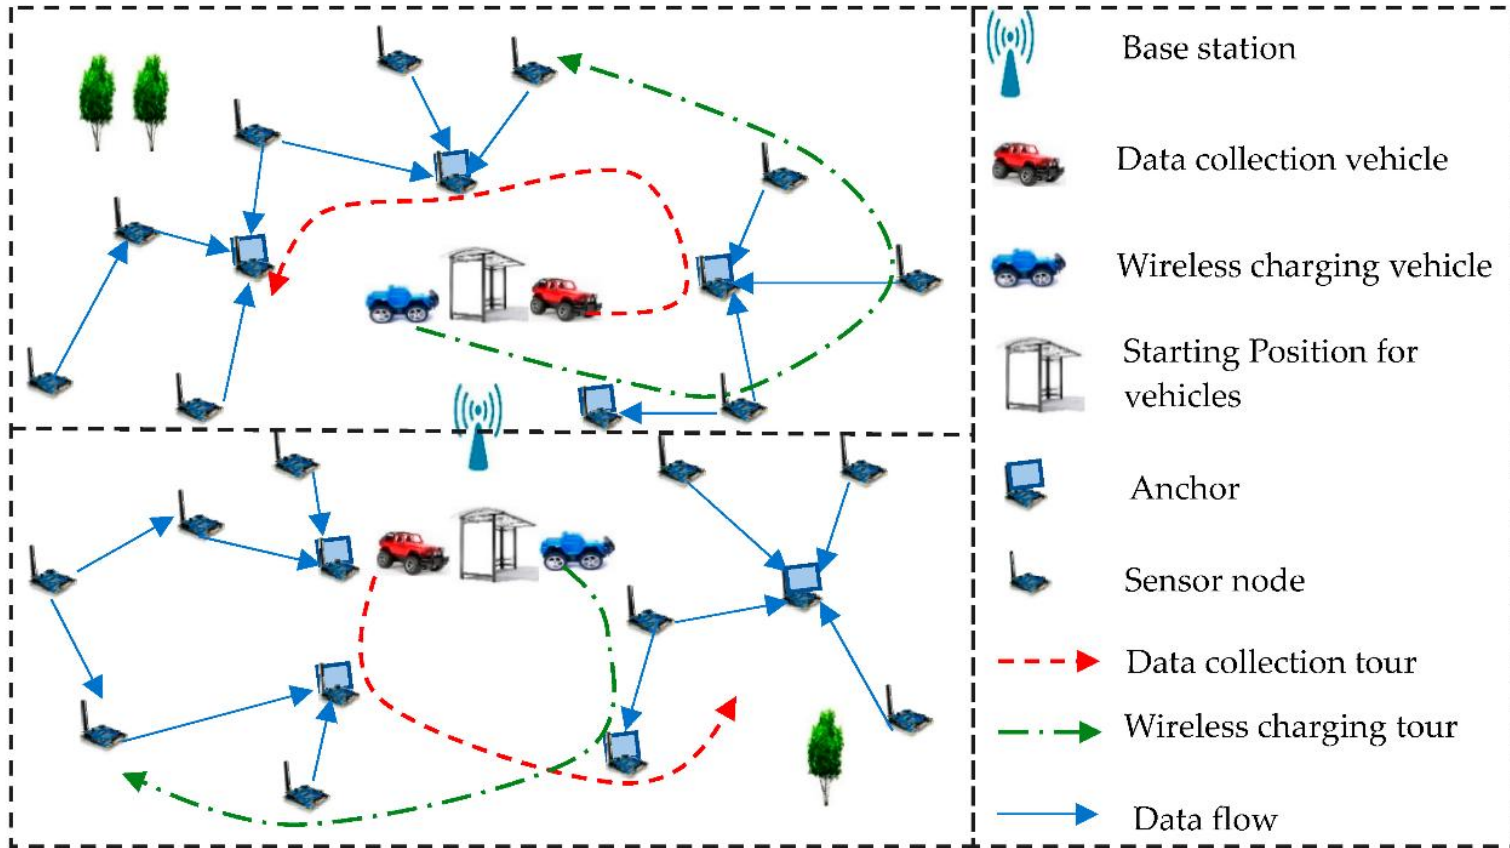 Base station
Data collection vehicle
Wireless charging vehicle
Starting Position for
vehicles
Anchor
Sensor node
Data collection tour
Wireless charging tour
Data flow